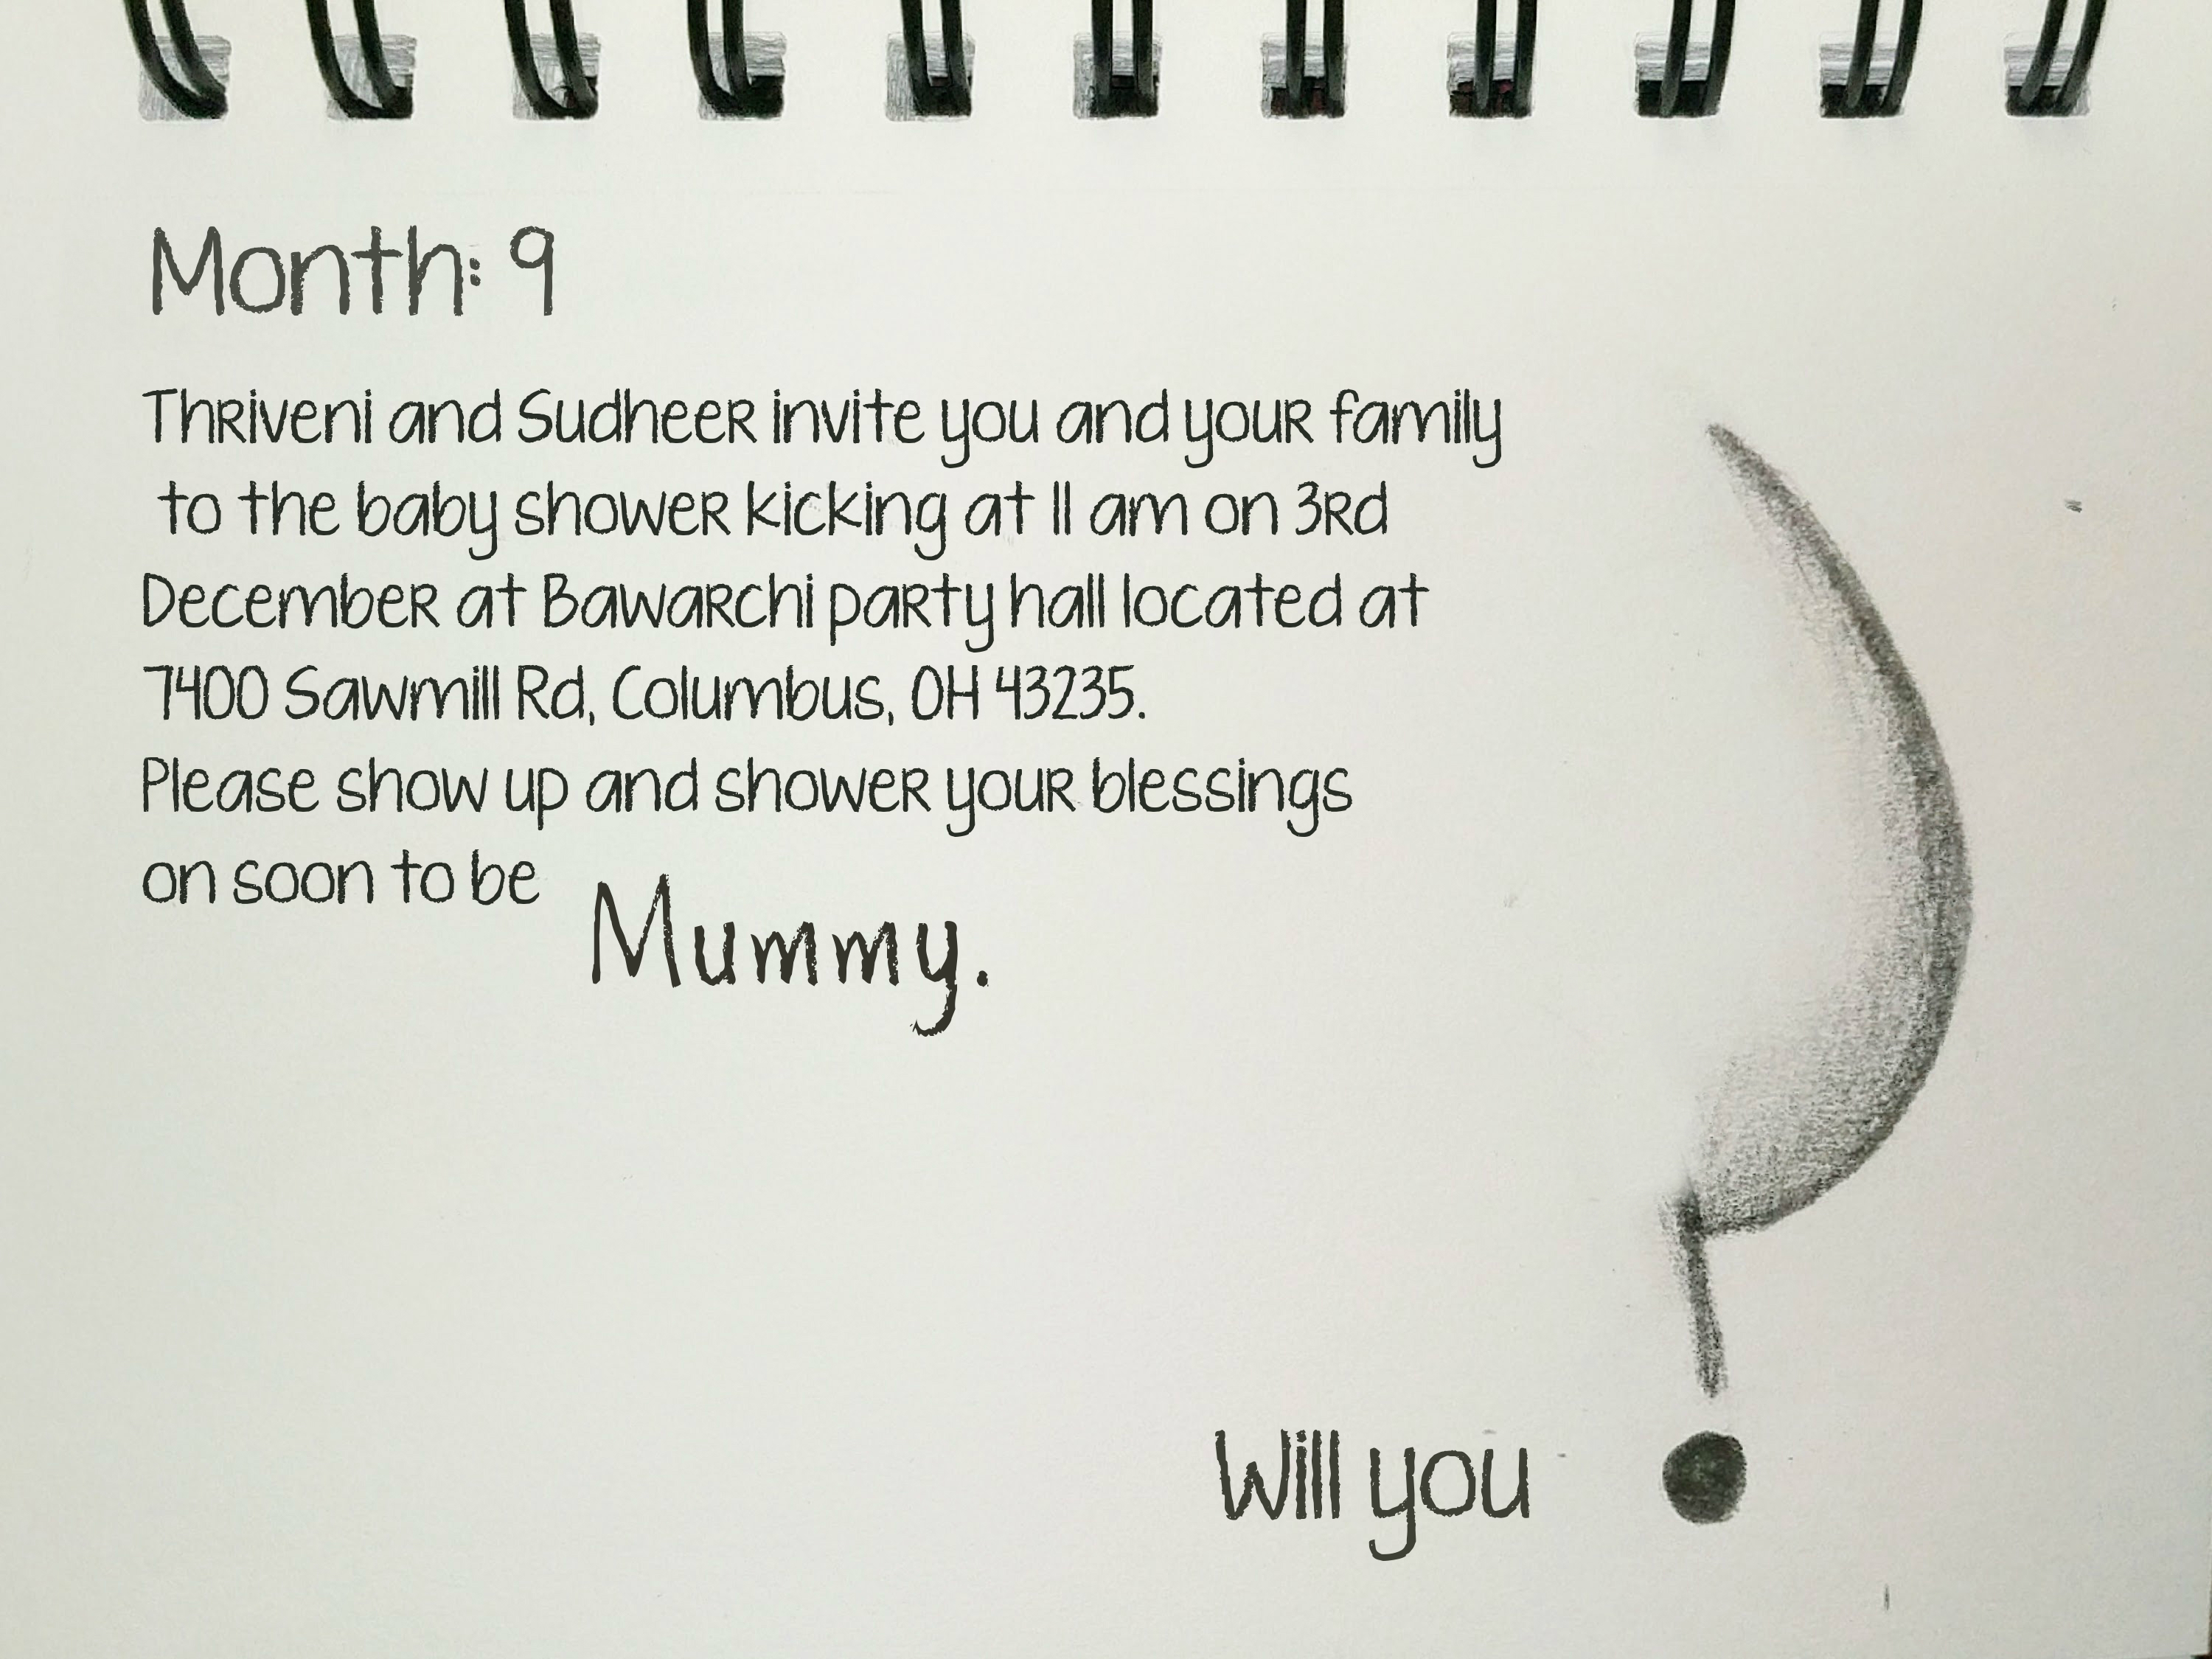 Month: 9
Thriveni and Sudheer invite you and your family
to the baby shower kicking at 11 am on 3rd
December at Bawarchi party hall located at
7400 Sawmill Rd, Columbus, OH 43235.
Please show up and shower your blessings
on soon to be Mummy.
Will you ?